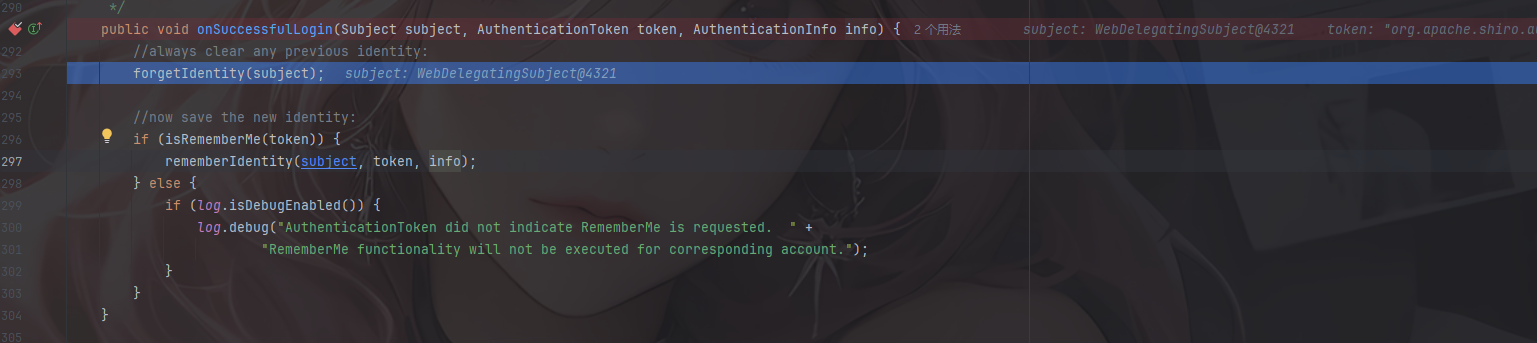 290 */
public void onSuccessfulLogin(Subject subject, AuthenticationToken token, AuthenticationInfo info) { 2 个用法 subject: WebDelegatingSubject@4321 token: "org.apache.shiro.a
292 //always clear any previous identity:
293 forgetIdentity(subject); subject: WebDelegatingSubject@4321
294
295 //now save the new identity:
296 if (isRememberMe(token)) {
297 rememberIdentity(subject, token, info);
298 } else {
299 if (log.isDebugEnabled()) {
300 log.debug("AuthenticationToken did not indicate RememberMe is requested.  " +
301 "RememberMe functionality will not be executed for corresponding account.");
302 }
303 }
304 }
305